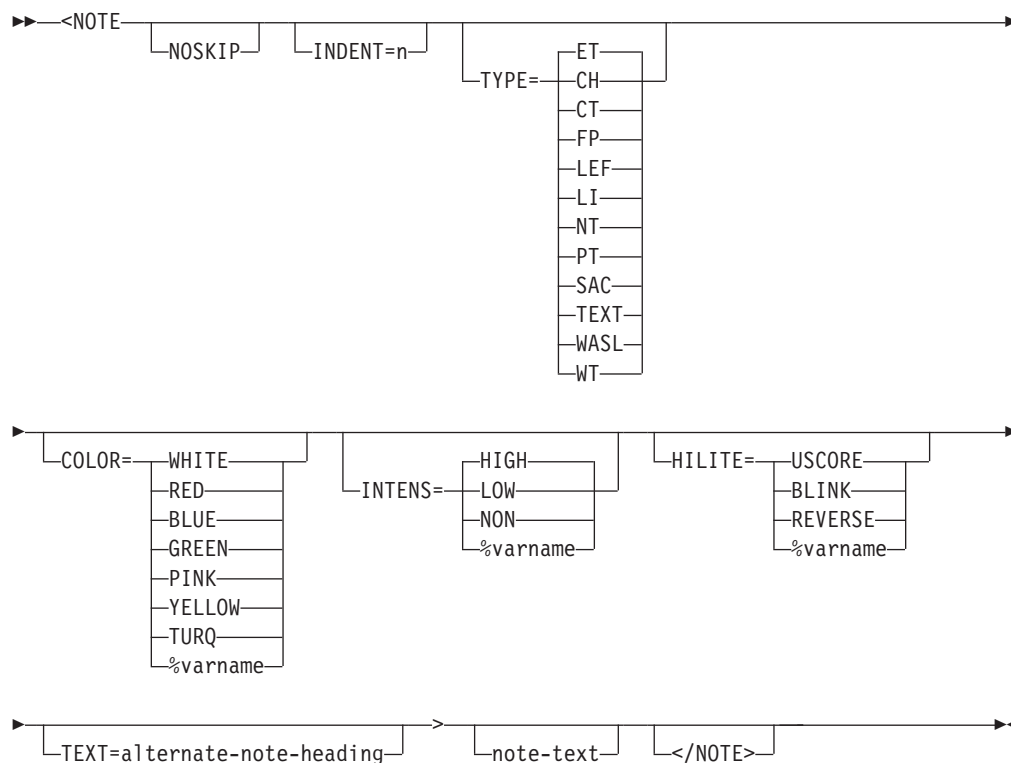 <NOTE NOSKIP INDENT=n TYPE= ET
CH
CT
FP
LEF
LI
NT
PT
SAC
TEXT
WASL
WT
COLOR= WHITE INTENS= HIGH HILITE= USCORE
RED LOW BLINK
BLUE NON REVERSE
GREEN %varname %varname
PINK
YELLOW
TURQ
%varname
TEXT=alternate-note-heading > note-text </NOTE>